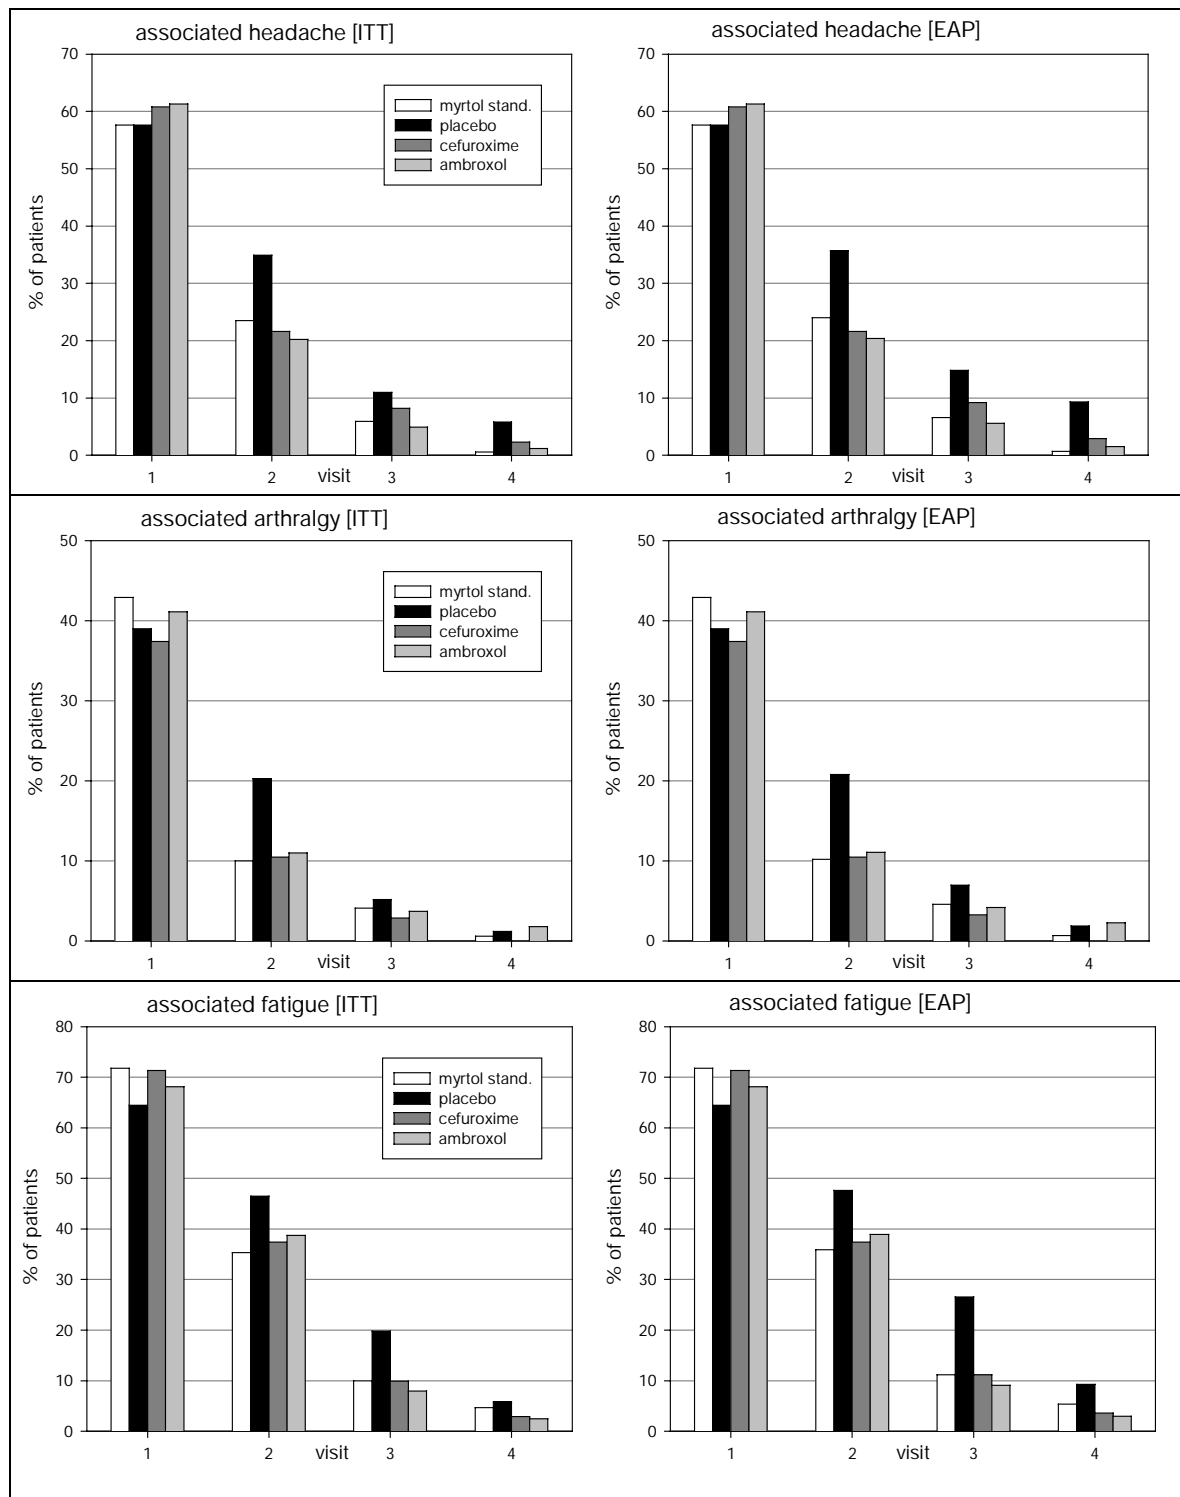 associated headache [ITT]
70
60
50
40
30
20
10
0
% of patients
myrtol stand.
placebo
cefuroxime
ambroxol
1 2 visit 3 4
associated headache [EAP]
70
60
50
40
30
20
10
0
% of patients
1 2 visit 3 4
associated arthralgy [ITT]
50
40
30
20
10
0
% of patients
myrtol stand.
placebo
cefuroxime
ambroxol
1 2 visit 3 4
associated arthralgy [EAP]
50
40
30
20
10
0
% of patients
1 2 visit 3 4
associated fatigue [ITT]
80
70
60
50
40
30
20
10
0
% of patients
myrtol stand.
placebo
cefuroxime
ambroxol
1 2 visit 3 4
associated fatigue [EAP]
80
70
60
50
40
30
20
10
0
% of patients
1 2 visit 3 4